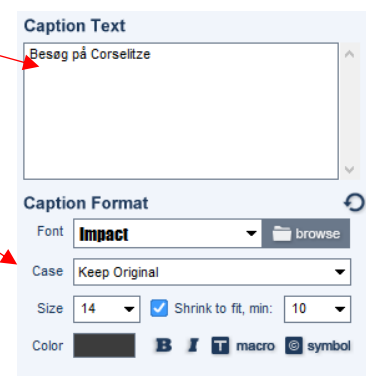 Caption Text
Besøg på Corselitze
Caption Format
Font Impact browse
Case Keep Original
Size 14 Shrink to fit, min: 10
Color B I T macro © symbol